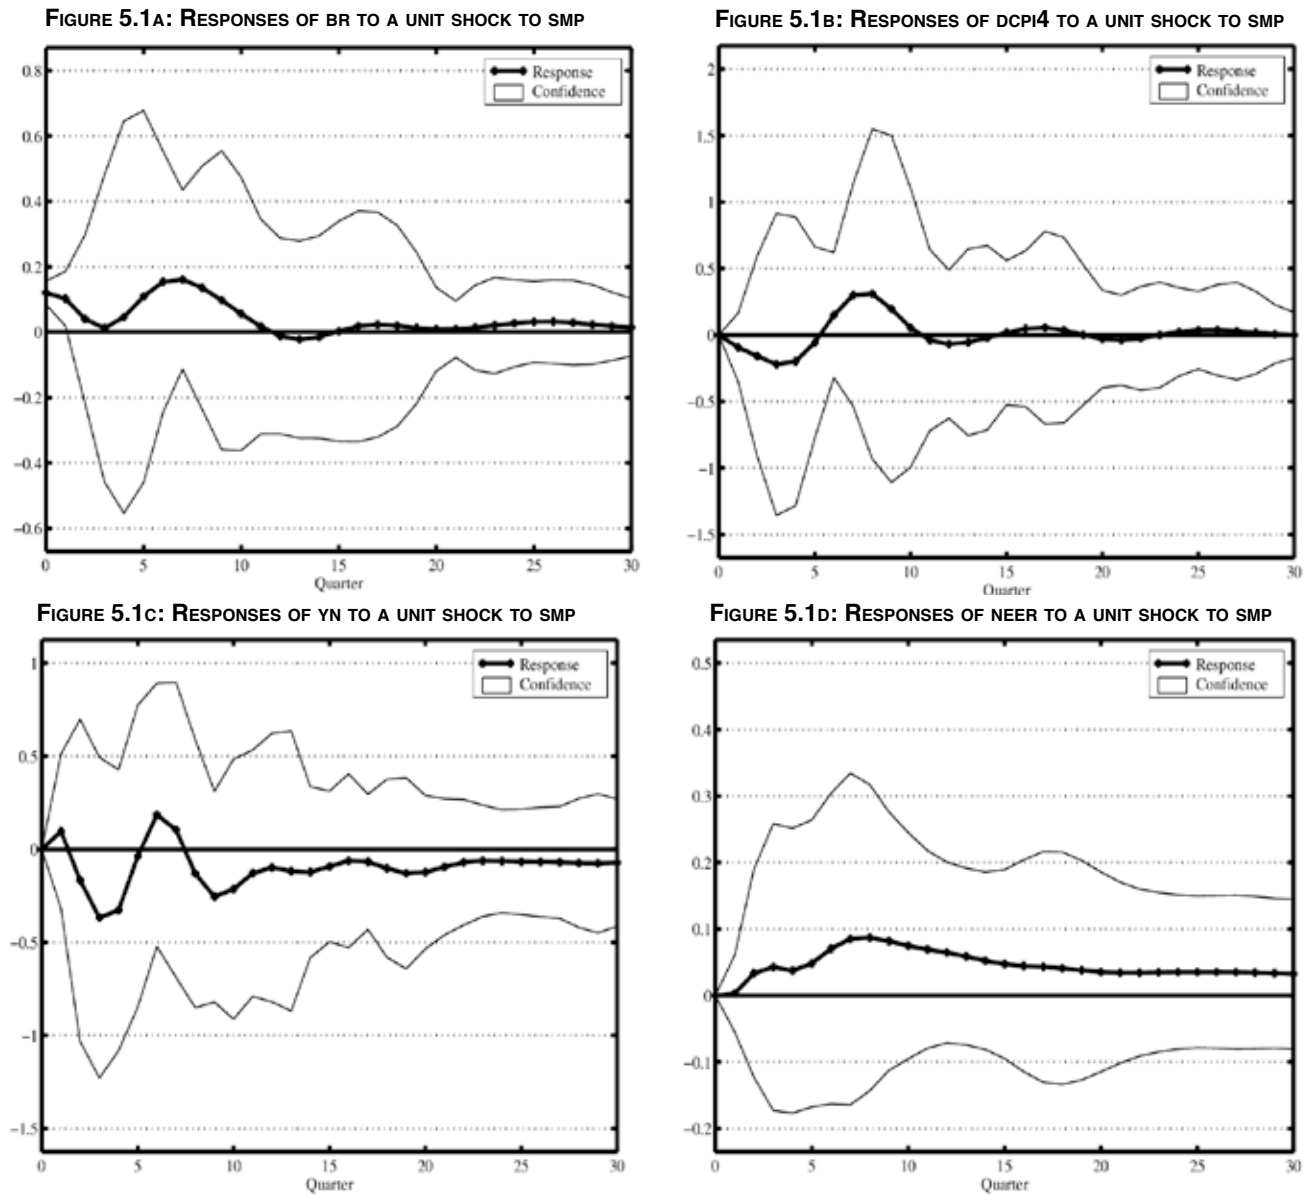 FIGURE 5.1A: RESPONSES OF BR TO A UNIT SHOCK TO SMP
0.8
0.6
0.4
0.2
0
−0.2
−0.4
−0.6
Response
Confidence
0 5 10 15 20 25 30
Quarter
FIGURE 5.1B: RESPONSES OF DCPI4 TO A UNIT SHOCK TO SMP
2
1.5
1
0.5
0
−0.5
−1
−1.5
Response
Confidence
0 5 10 15 20 25 30
Quarter
FIGURE 5.1C: RESPONSES OF YN TO A UNIT SHOCK TO SMP
1
0.5
0
−0.5
−1
−1.5
Response
Confidence
0 5 10 15 20 25 30
Quarter
FIGURE 5.1D: RESPONSES OF NEER TO A UNIT SHOCK TO SMP
0.5
0.4
0.3
0.2
0.1
0
−0.1
−0.2
Response
Confidence
0 5 10 15 20 25 30
Quarter